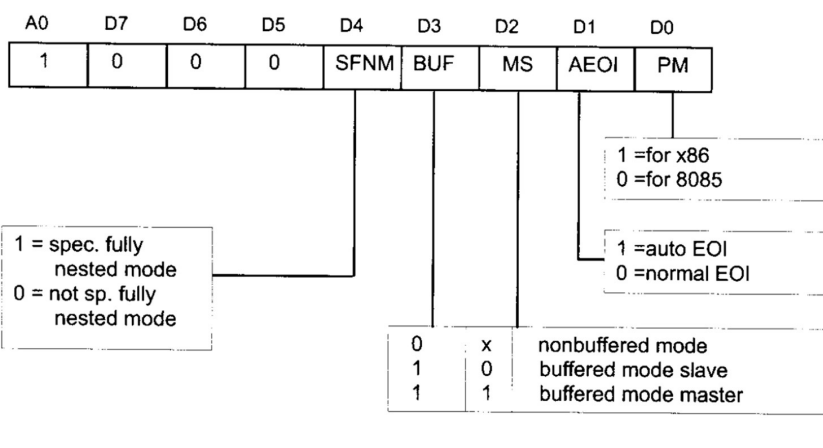 A0 D7 D6 D5 D4 D3 D2 D1 D0
1 0 0 0 SFNM BUF MS AEOI PM
1 =for x86
0 =for 8085
1 = spec. fully
nested mode
0 = not sp. fully
nested mode
1 =auto EOI
0 =normal EOI
0 x nonbuffered mode
1 0 buffered mode slave
1 1 buffered mode master